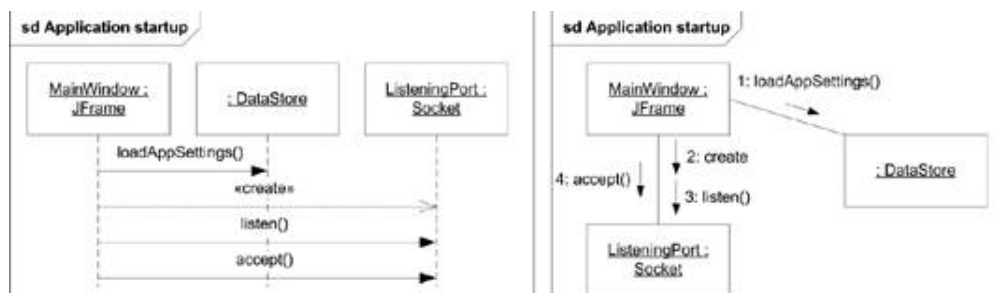 sd Application startup
MainWindow :
JFrame
: DataStore
ListeningPort :
Socket
loadAppSettings()
«create»
listen()
accept()
sd Application startup
MainWindow :
JFrame
1: loadAppSettings()
: DataStore
2: create
4: accept()
3: listen()
ListeningPort :
Socket